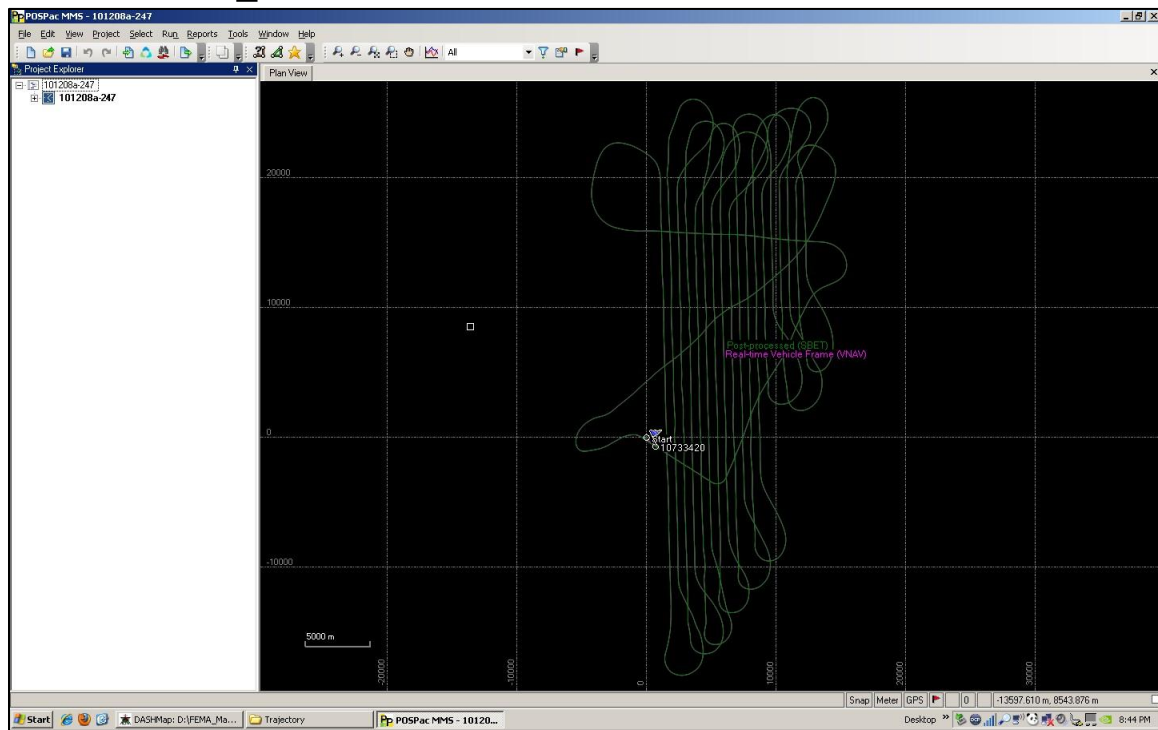 POSPac MMS - 101208a-247
File Edit View Project Select Run Reports Tools Window Help
All
Project Explorer
Plan View
101208a-247
101208a-247
20000
10000
0
-10000
Post-processed (SBET)
Real-time Vehicle Frame (VNAV)
Start
10733420
5000 m
-20000
-10000
0
10000
20000
30000
Snap Meter GPS 0 -13597.610 m, 8543.876 m
Start DASHMap: D:\FEMA_Ma... Trajectory POSPac MMS - 10120... Desktop » 8:44 PM